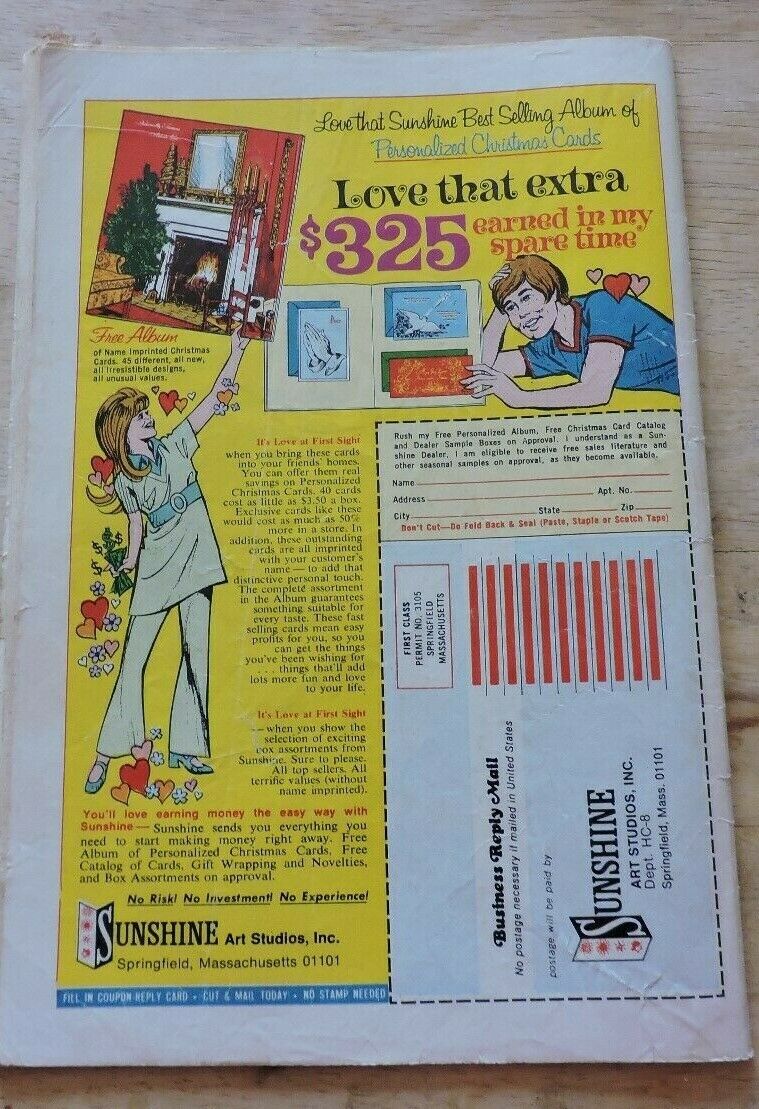 Love that Sunshine Best Selling Album of
Personalized Christmas Cards
Love that extra
$325 earned in my
spare time
Free Album
of Name Imprinted Christmas
Cards. 45 different, all new,
all irresistible designs,
all unusual values.
It's Love at First Sight
when you bring these cards
into your friends' homes.
You can offer them real
savings on Personalized
Christmas Cards. 40 cards
cost as little as $3.50 a box.
Exclusive cards like these
would cost as much as 50%
more in a store. In
addition, these outstanding
cards are all imprinted
with your customer's
name — to add that
distinctive personal touch.
The complete assortment
in the Album guarantees
something suitable for
every taste. These fast
selling cards mean easy
profits for you, so you
can get the things
you've been wishing for
. . . things that'll add
lots more fun and love
to your life.
It's Love at First Sight
— when you show the
selection of exciting
box assortments from
Sunshine. Sure to please.
All top sellers. All
terrific values (without
name imprinted).
You'll love earning money the easy way with
Sunshine — Sunshine sends you everything you
need to start making money right away. Free
Album of Personalized Christmas Cards, Free
Catalog of Cards, Gift Wrapping and Novelties,
and Box Assortments on approval.
No Risk! No Investment! No Experience!
SUNSHINE Art Studios, Inc.
Springfield, Massachusetts 01101
FILL IN COUPON-REPLY CARD • CUT & MAIL TODAY • NO STAMP NEEDED
Rush my Free Personalized Album, Free Christmas Card Catalog
and Dealer Sample Boxes on Approval. I understand as a Sun-
shine Dealer, I am eligible to receive free sales literature and
other seasonal samples on approval, as they become available.
Name
Address Apt. No.
City State Zip
Don't Cut—Do Fold Back & Seal (Paste, Staple or Scotch Tape)
FIRST CLASS
PERMIT NO. 3105
SPRINGFIELD
MASSACHUSETTS
Business Reply Mail
No postage necessary if mailed in United States
postage will be paid by
SUNSHINE
ART STUDIOS, INC.
Dept. HC-8
Springfield, Mass. 01101